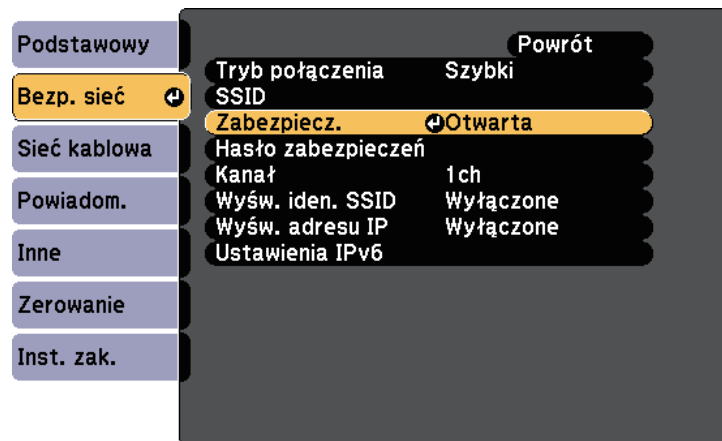 Podstawowy
Bezp. sieć
Sieć kablowa
Powiadom.
Inne
Zerowanie
Inst. zak.
Powrót
Tryb połączenia Szybki
SSID
Zabezpiecz. Otwarta
Hasło zabezpieczeń
Kanał 1ch
Wyśw. iden. SSID Wyłączone
Wyśw. adresu IP Wyłączone
Ustawienia IPv6